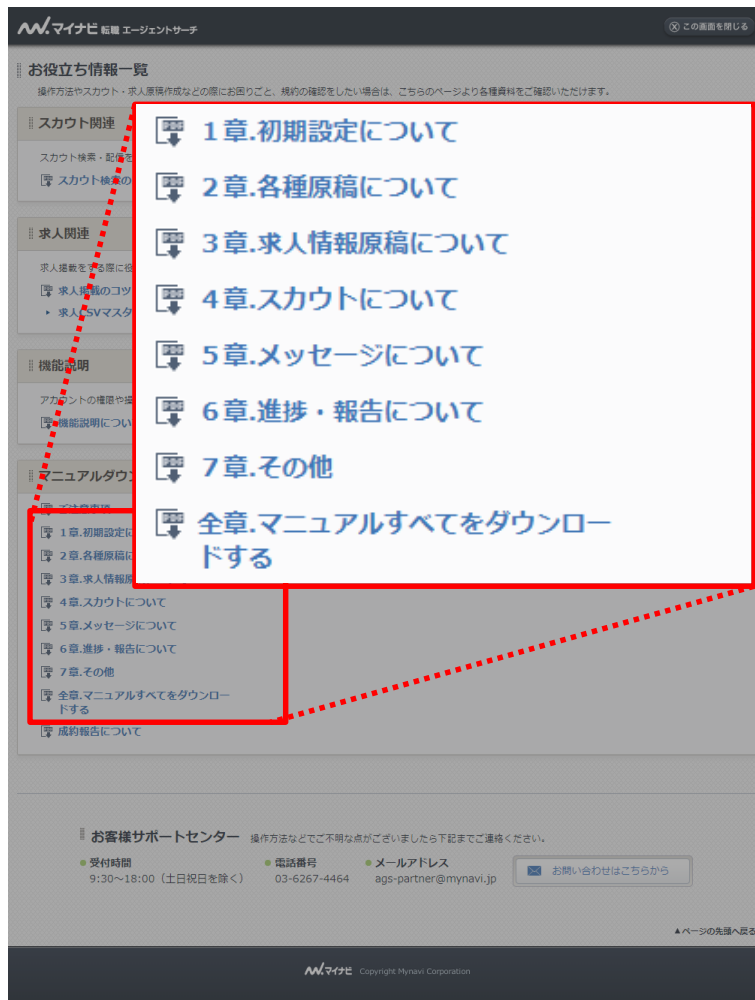 マイナビ 転職 エージェントサーチ
この画面を閉じる
お役立ち情報一覧
操作方法やスカウト・求人原稿作成などの際にお困りごと、規約の確認をしたい場合は、こちらのページより各種資料をご確認いただけます。
スカウト関連
スカウト検索・配信を
スカウト検索の
求人関連
求人掲載をする際に役
求人掲載のコツ
求人CSVマスタ
機能説明
アカウントの権限や操
機能説明につい
マニュアルダウン
ご注意事項
1章.初期設定に
2章.各種原稿に
3章.求人情報原
4章.スカウトについて
5章.メッセージについて
6章.進捗・報告について
7章.その他
全章.マニュアルすべてをダウンロー
ドする
成約報告について
1章.初期設定について
2章.各種原稿について
3章.求人情報原稿について
4章.スカウトについて
5章.メッセージについて
6章.進捗・報告について
7章.その他
全章.マニュアルすべてをダウンロー
ドする
お客様サポートセンター 操作方法などでご不明な点がございましたら下記までご連絡ください。
受付時間 電話番号 メールアドレス
9:30～18:00（土日祝日を除く） 03-6267-4464 ags-partner@mynavi.jp お問い合わせはこちらから
▲ページの先頭へ戻る
マイナビ Copyright Mynavi Corporation